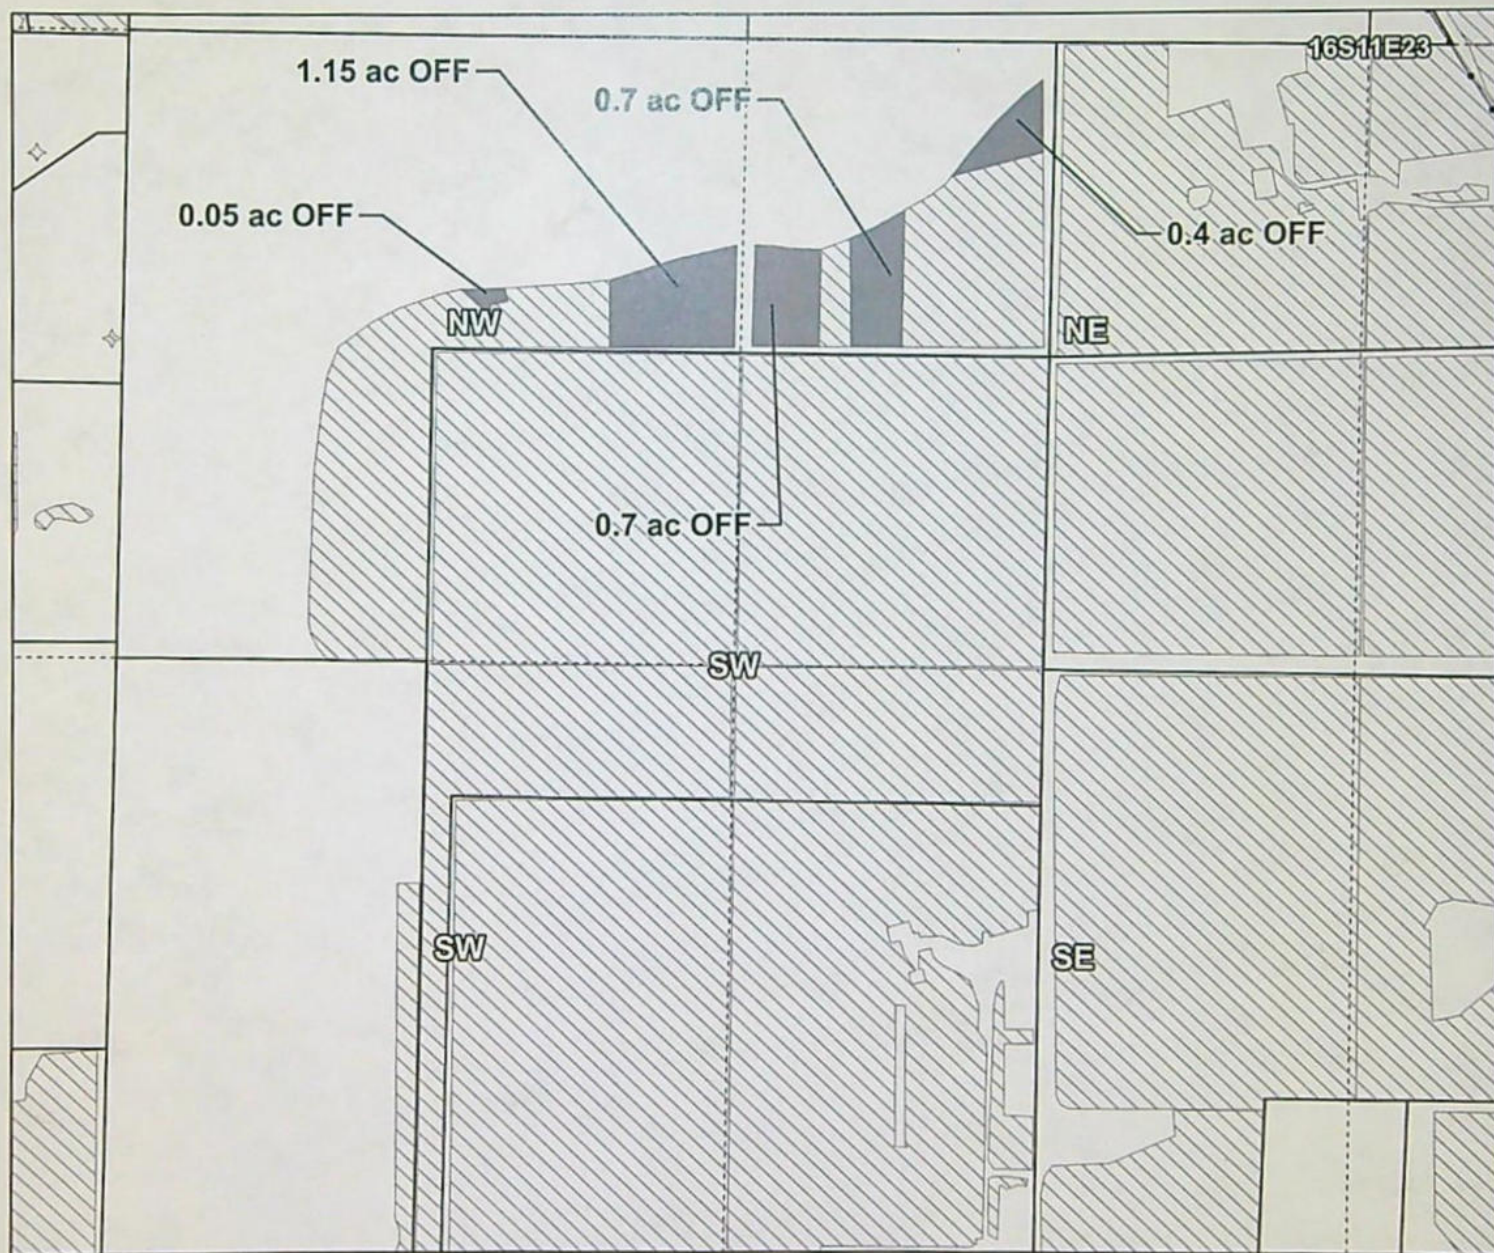 16S11E23
1.15 ac OFF
0.7 ac OFF
0.05 ac OFF
0.4 ac OFF
NW
NE
0.7 ac OFF
SW
SW
SE